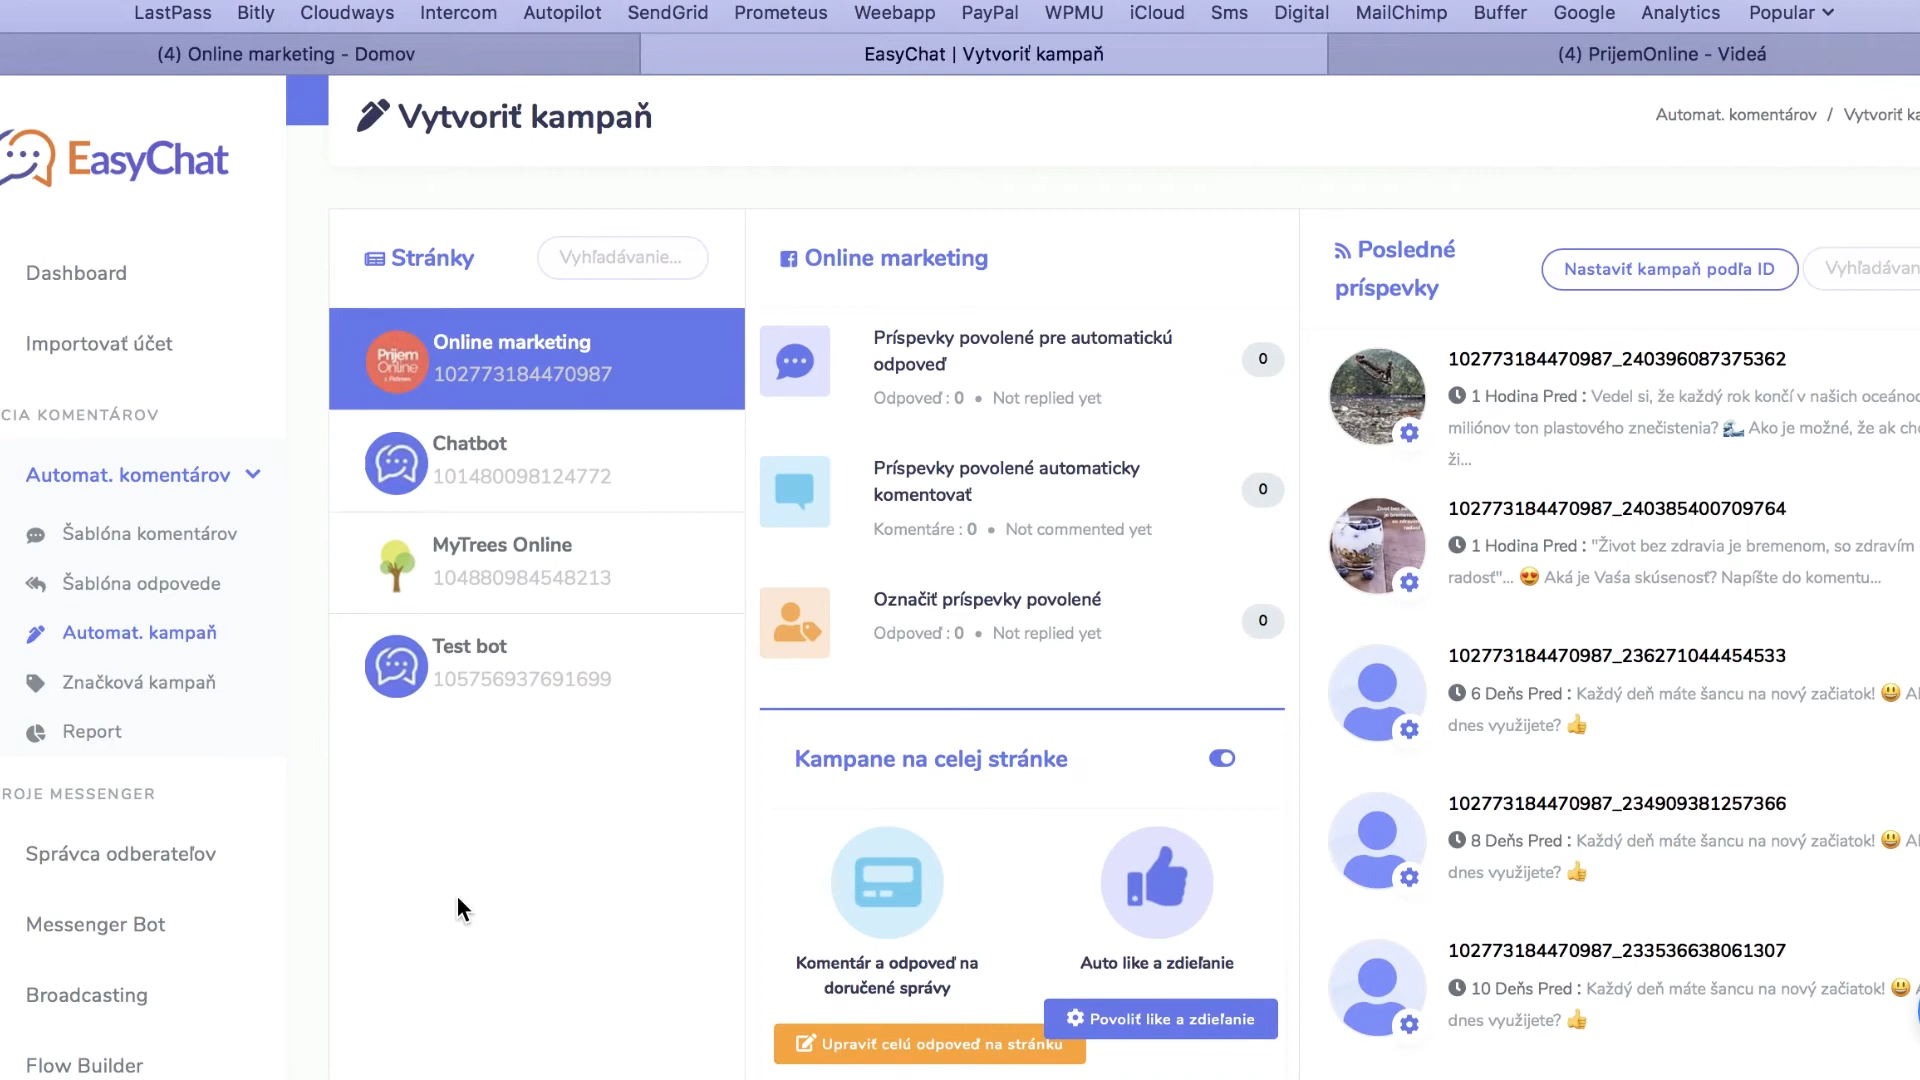 LastPass Bitly Cloudways Intercom Autopilot SendGrid Prometeus Weebapp PayPal WPMU iCloud Sms Digital MailChimp Buffer Google Analytics Popular
(4) Online marketing - Domov
EasyChat | Vytvoriť kampaň
(4) PrijemOnline - Videá
EasyChat
Dashboard
Importovať účet
CIA KOMENTÁROV
Automat. komentárov
Šablóna komentárov
Šablóna odpovede
Automat. kampaň
Značková kampaň
Report
ROJE MESSENGER
Správca odberateľov
Messenger Bot
Broadcasting
Flow Builder
Vytvoriť kampaň
Automat. komentárov / Vytvoriť ka
Stránky
Vyhľadávanie...
Online marketing
102773184470987
Chatbot
101480098124772
MyTrees Online
104880984548213
Test bot
105756937691699
Online marketing
Príspevky povolené pre automatickú
odpoveď
0
Odpoveď : 0 • Not replied yet
Príspevky povolené automaticky
komentovať
0
Komentáre : 0 • Not commented yet
Označiť príspevky povolené
0
Odpoveď : 0 • Not replied yet
Kampane na celej stránke
Komentár a odpoveď na
doručené správy
Upraviť celú odpoveď na stránku
Auto like a zdieľanie
Povoliť like a zdieľanie
Posledné
príspevky
Nastaviť kampaň podľa ID
Vyhľadávan
102773184470987_240396087375362
1 Hodina Pred : Vedel si, že každý rok končí v našich oceánoc
miliónov ton plastového znečistenia? 🌊 Ako je možné, že ak ch
ži...
102773184470987_240385400709764
1 Hodina Pred : "Život bez zdravia je bremenom, so zdravím
radosť"... 😍 Aká je Vaśa skúsenosť? Napíšte do komentu...
102773184470987_236271044454533
6 Deňs Pred : Každý deň máte šancu na nový začiatok! 😃 Al
dnes využijete? 👍
102773184470987_234909381257366
8 Deňs Pred : Každý deň máte šancu na nový začiatok! 😃 Al
dnes využijete? 👍
102773184470987_233536638061307
10 Deňs Pred : Každý deň máte šancu na nový začiatok! 😃
dnes využijete? 👍